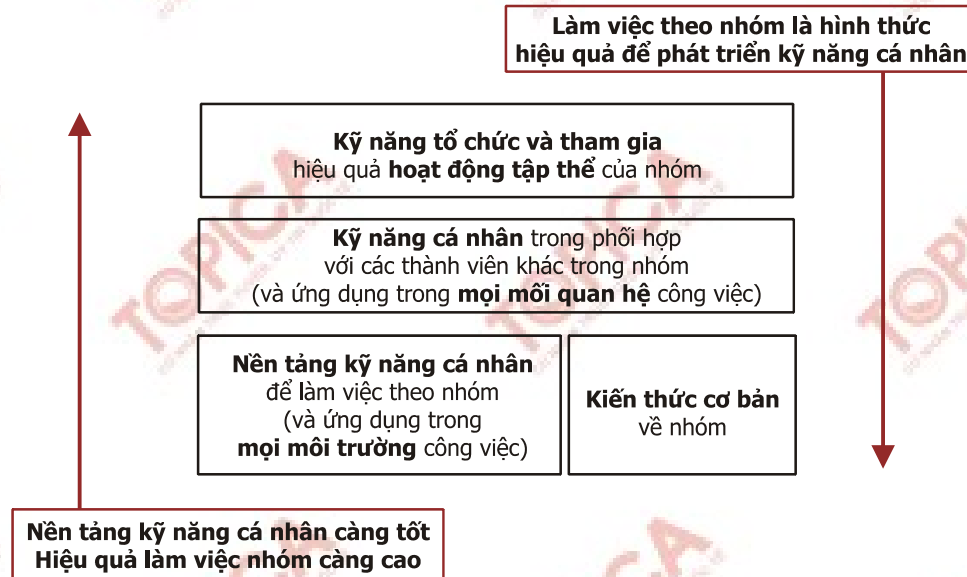 Làm việc theo nhóm là hình thức
hiệu quả để phát triển kỹ năng cá nhân
Kỹ năng tổ chức và tham gia
hiệu quả hoạt động tập thể của nhóm
Kỹ năng cá nhân trong phối hợp
với các thành viên khác trong nhóm
(và ứng dụng trong mọi mối quan hệ công việc)
Nền tảng kỹ năng cá nhân
để làm việc theo nhóm
(và ứng dụng trong
mọi môi trường công việc)
Kiến thức cơ bản
về nhóm
Nền tảng kỹ năng cá nhân càng tốt
Hiệu quả làm việc nhóm càng cao
TOPICA
TOPICA
TOPICA